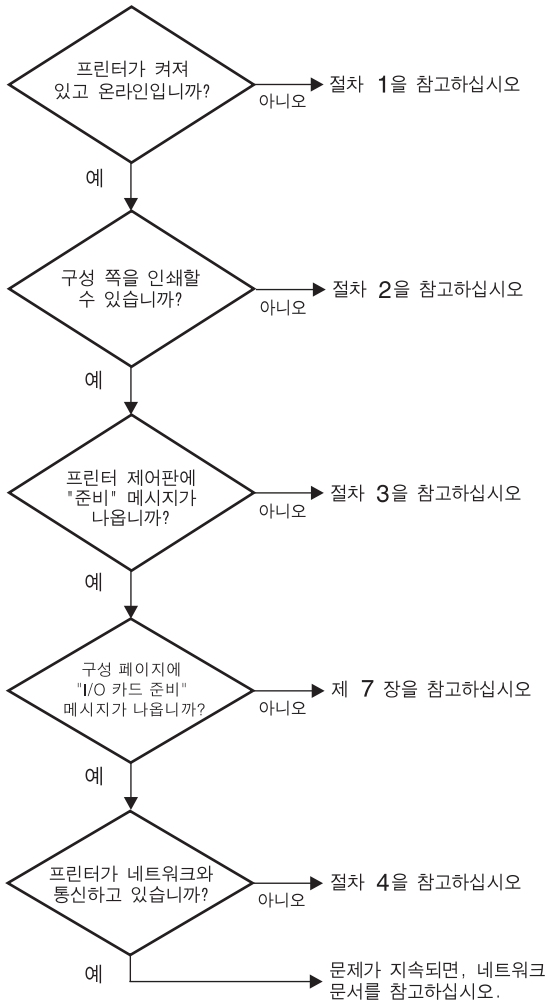 프린터가 켜져
있고 온라인입니까?
아니오
절차 1을 참고하십시오
예
구성 쪽을 인쇄할
수 있습니까?
아니오
절차 2을 참고하십시오
예
프린터 제어판에
"준비" 메시지가
나옵니까?
아니오
절차 3을 참고하십시오
예
구성 페이지에
"I/O 카드 준비"
메시지가 나옵니까?
아니오
제 7 장을 참고하십시오
예
프린터가 네트워크와
통신하고 있습니까?
아니오
절차 4을 참고하십시오
예
문제가 지속되면, 네트워크
문서를 참고하십시오.